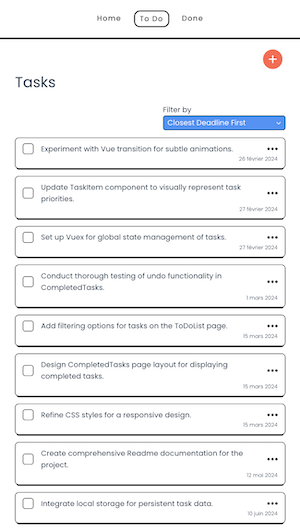 Home To Do Done
+
Tasks
Filter by
Closest Deadline First
Experiment with Vue transition for subtle animations.
26 février 2024
Update TaskItem component to visually represent task
priorities.
27 février 2024
Set up Vuex for global state management of tasks.
27 février 2024
Conduct thorough testing of undo functionality in
CompletedTasks.
1 mars 2024
Add filtering options for tasks on the ToDoList page.
15 mars 2024
Design CompletedTasks page layout for displaying
completed tasks.
15 mars 2024
Refine CSS styles for a responsive design.
15 mars 2024
Create comprehensive Readme documentation for the
project.
12 mai 2024
Integrate local storage for persistent task data.
10 juin 2024